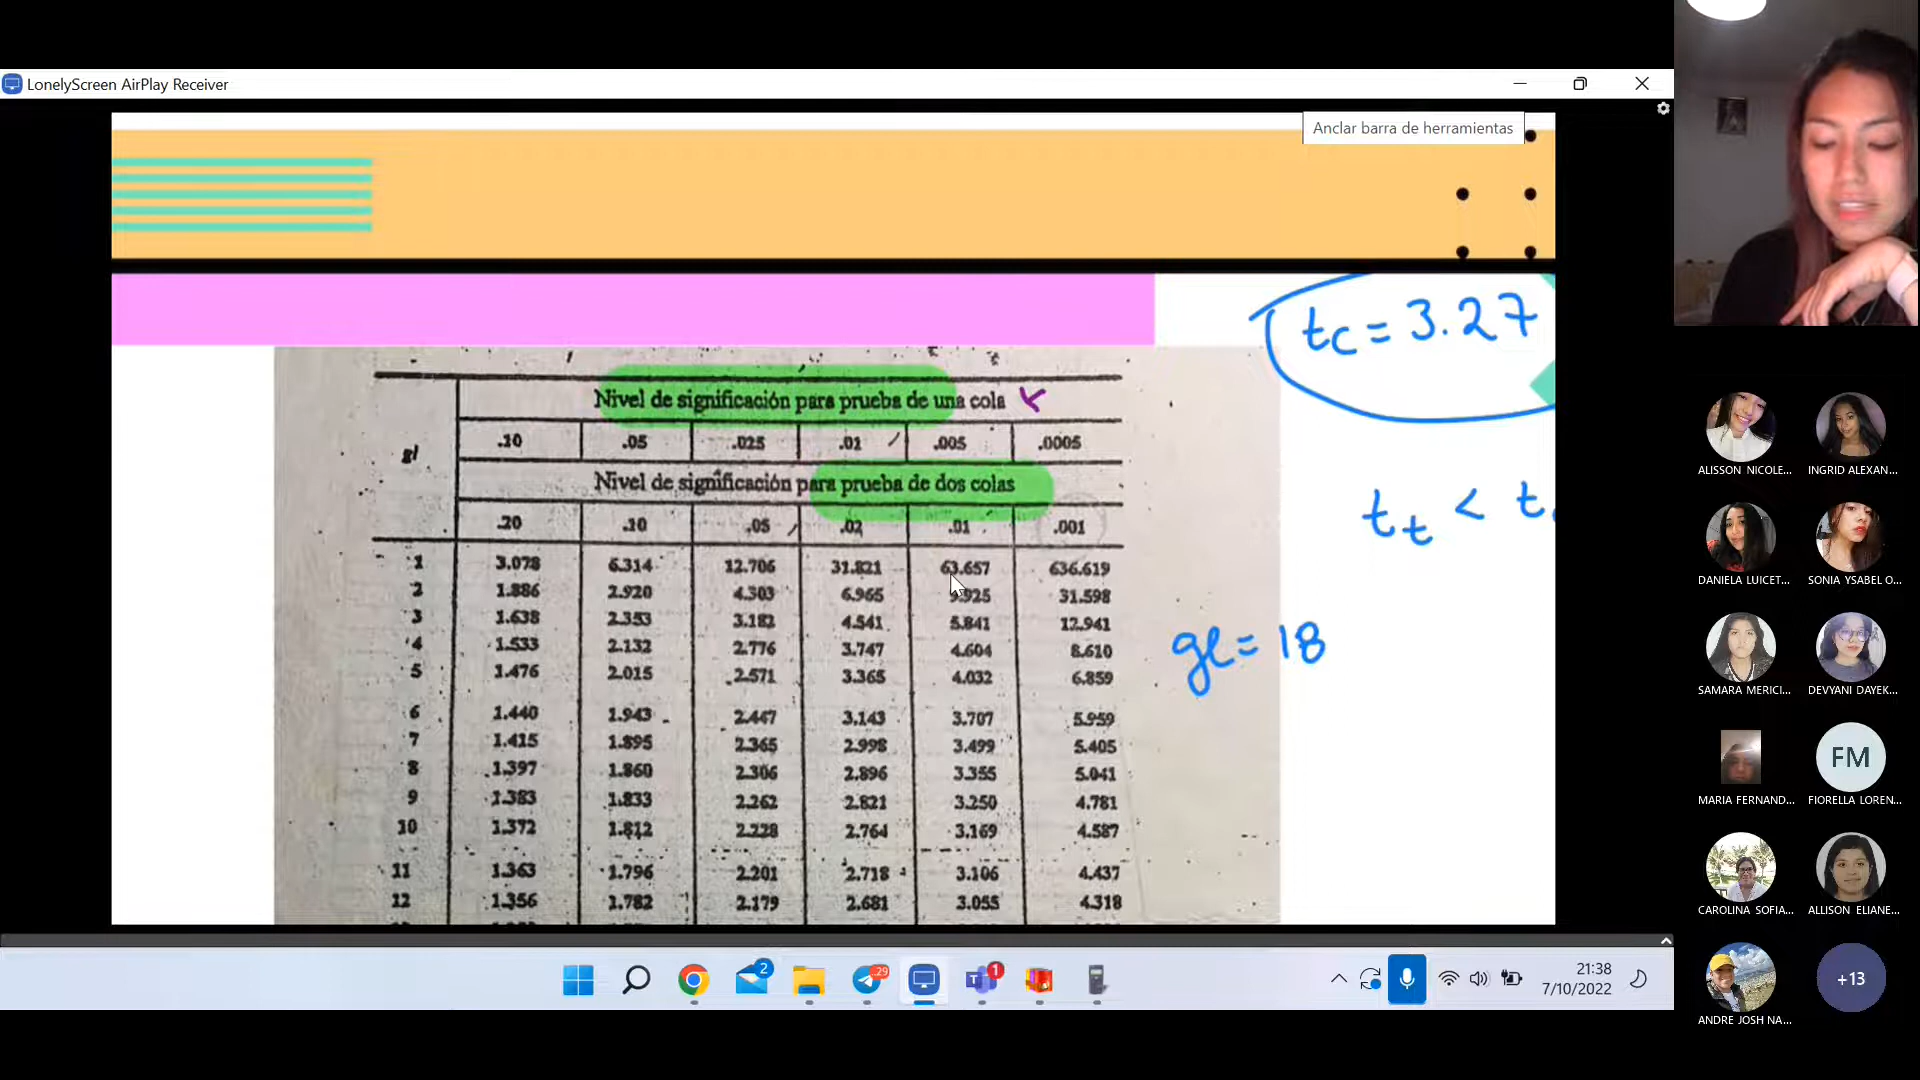 LonelyScreen AirPlay Receiver
Anclar barra de herramientas
tc = 3.27
Nivel de significación para prueba de una cola
gl .10 .05 .025 .01 .005 .0005
Nivel de significación para prueba de dos colas
.20 .10 .05 .02 .01 .001
tt < t
1 3.078 6.314 12.706 31.821 63.657 636.619
2 1.886 2.920 4.303 6.965 9.925 31.598
3 1.638 2.353 3.182 4.541 5.841 12.941
4 1.533 2.132 2.776 3.747 4.604 8.610
5 1.476 2.015 2.571 3.365 4.032 6.859
gl = 18
6 1.440 1.943 2.447 3.143 3.707 5.959
7 1.415 1.895 2.365 2.998 3.499 5.405
8 1.397 1.860 2.306 2.896 3.355 5.041
9 1.383 1.833 2.262 2.821 3.250 4.781
10 1.372 1.812 2.228 2.764 3.169 4.587
11 1.363 1.796 2.201 2.718 3.106 4.437
12 1.356 1.782 2.179 2.681 3.055 4.318
ALISSON NICOLE... INGRID ALEXAN...
DANIELA LUICET... SONIA YSABEL O...
SAMARA MERICI... DEVYANI DAYEK...
FM
MARIA FERNAND... FIORELLA LOREN...
CAROLINA SOFIA... ALLISON ELIANE...
+13
ANDRE JOSH NA...
2 29 1
21:38
7/10/2022